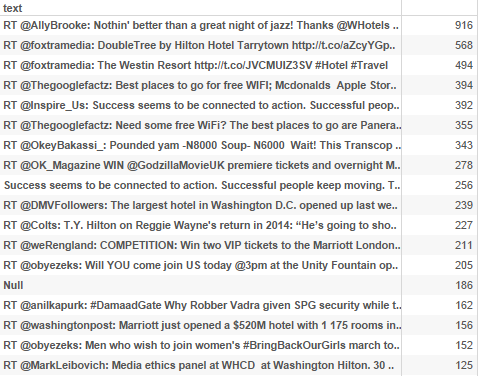 text
RT @AllyBrooke: Nothin' better than a great night of jazz! Thanks @WHotels .. 916
RT @foxtramedia: DoubleTree by Hilton Hotel Tarrytown http://t.co/aZcyYGp.. 568
RT @foxtramedia: The Westin Resort http://t.co/JVCMUIZ3SV #Hotel #Travel 494
RT @Thegooglefactz: Best places to go for free WIFI; Mcdonalds Apple Stor.. 394
RT @Inspire_Us: Success seems to be connected to action. Successful peop.. 392
RT @Thegooglefactz: Need some free WiFi? The best places to go are Panera.. 355
RT @OkeyBakassi_: Pounded yam -N8000 Soup- N6000 Wait! This Transcop .. 343
RT @OK_Magazine WIN @GodzillaMovieUK premiere tickets and overnight M.. 278
Success seems to be connected to action. Successful people keep moving. T.. 256
RT @DMVFollowers: The largest hotel in Washington D.C. opened up last we.. 239
RT @Colts: T.Y. Hilton on Reggie Wayne's return in 2014: “He’s going to sho.. 227
RT @weRengland: COMPETITION: Win two VIP tickets to the Marriott London.. 211
RT @obyezeks: Will YOU come join US today @3pm at the Unity Fountain op.. 205
Null 186
RT @anilkapurk: #DamaadGate Why Robber Vadra given SPG security while t.. 162
RT @washingtonpost: Marriott just opened a $520M hotel with 1 175 rooms in.. 156
RT @obyezeks: Men who wish to join women's #BringBackOurGirls march to.. 152
RT @MarkLeibovich: Media ethics panel at WHCD at Washington Hilton. 30 .. 125